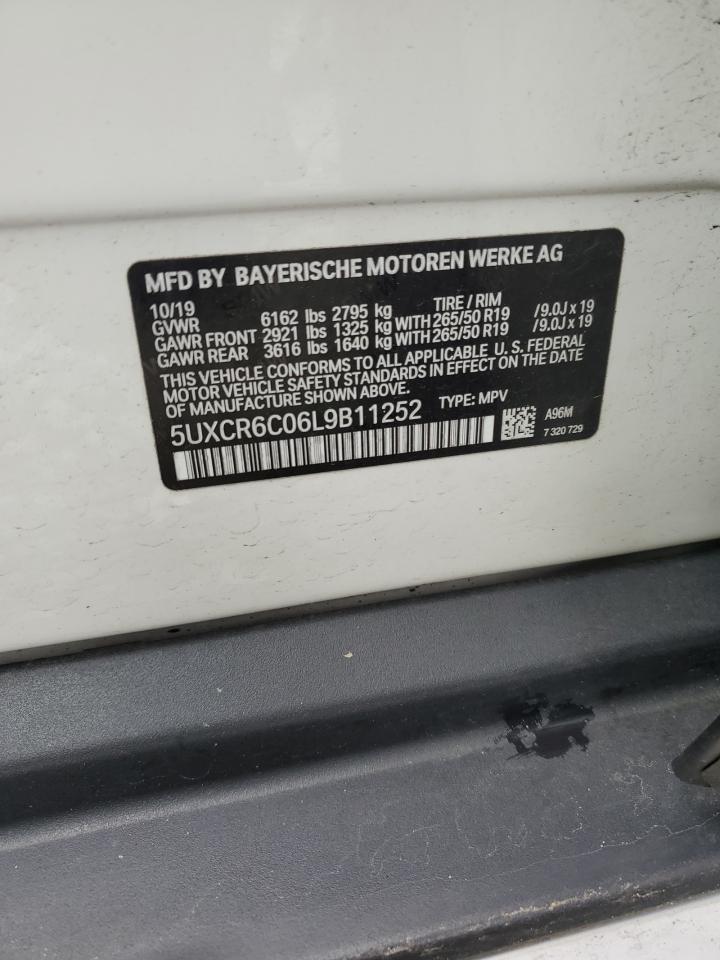 MFD BY BAYERISCHE MOTOREN WERKE AG
10/19 TIRE / RIM
GVWR 6162 lbs 2795 kg
GAWR FRONT 2921 lbs 1325 kg WITH 265/50 R19 /9.0J x 19
GAWR REAR 3616 lbs 1640 kg WITH 265/50 R19 /9.0J x 19
THIS VEHICLE CONFORMS TO ALL APPLICABLE U. S. FEDERAL
MOTOR VEHICLE SAFETY STANDARDS IN EFFECT ON THE DATE
OF MANUFACTURE SHOWN ABOVE.
5UXCR6C06L9B11252 TYPE: MPV
A96M
7 320 729